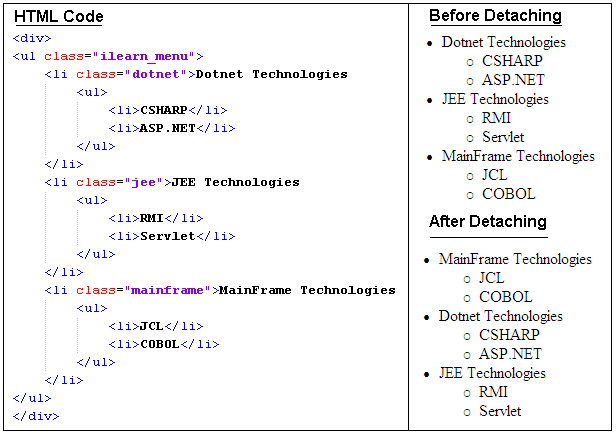 HTML Code
<div>
<ul class="ilearn_menu">
<li class="dotnet">Dotnet Technologies
<ul>
<li>CSHARP</li>
<li>ASP.NET</li>
</ul>
</li>
<li class="jee">JEE Technologies
<ul>
<li>RMI</li>
<li>Servlet</li>
</ul>
</li>
<li class="mainframe">MainFrame Technologies
<ul>
<li>JCL</li>
<li>COBOL</li>
</ul>
</li>
</ul>
</div>
Before Detaching
Dotnet Technologies
CSHARP
ASP.NET
JEE Technologies
RMI
Servlet
MainFrame Technologies
JCL
COBOL
After Detaching
MainFrame Technologies
JCL
COBOL
Dotnet Technologies
CSHARP
ASP.NET
JEE Technologies
RMI
Servlet